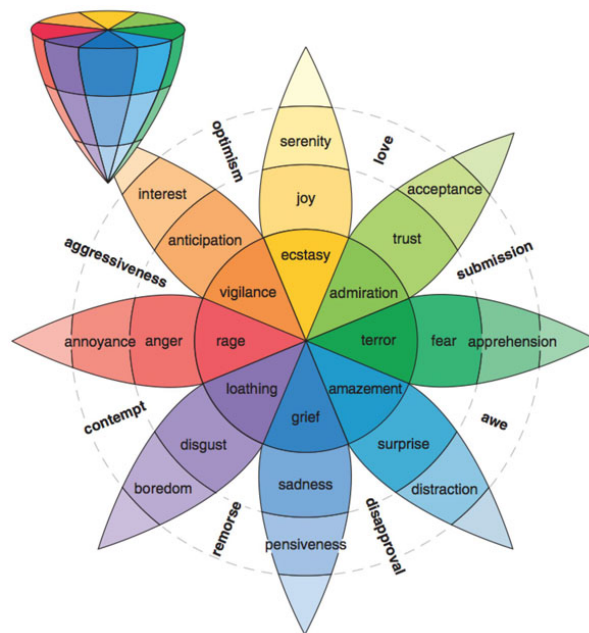 optimism
love
serenity
interest
acceptance
joy
anticipation
trust
aggressiveness
submission
ecstasy
vigilance
admiration
annoyance
anger
rage
terror
fear
apprehension
loathing
amazement
contempt
grief
awe
disgust
surprise
boredom
sadness
distraction
remorse
disapproval
pensiveness